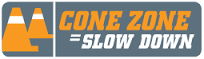 CONE ZONE
= SLOW DOWN